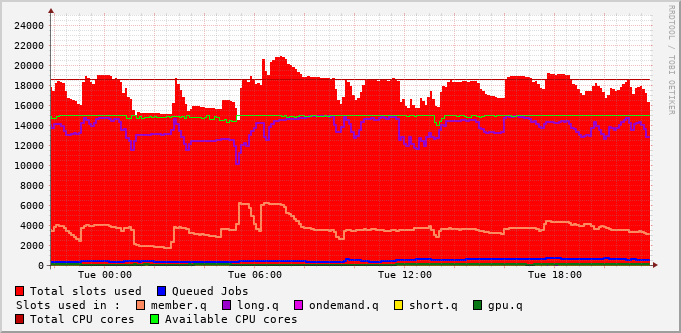 RRDTOOL / TOBI OETIKER
24000
22000
20000
18000
16000
14000
12000
10000
8000
6000
4000
2000
0
Tue 00:00 Tue 06:00 Tue 12:00 Tue 18:00
Total slots used Queued Jobs
Slots used in : member.q long.q ondemand.q short.q gpu.q
Total CPU cores Available CPU cores